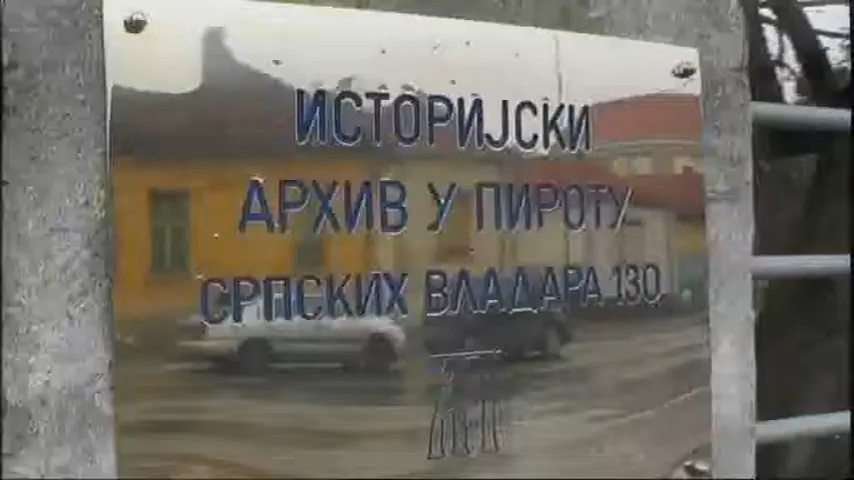 ИСТОРИЈСКИ
АРХИВ У ПИРОТУ
СРПСКИХ ВЛАДАРА 130